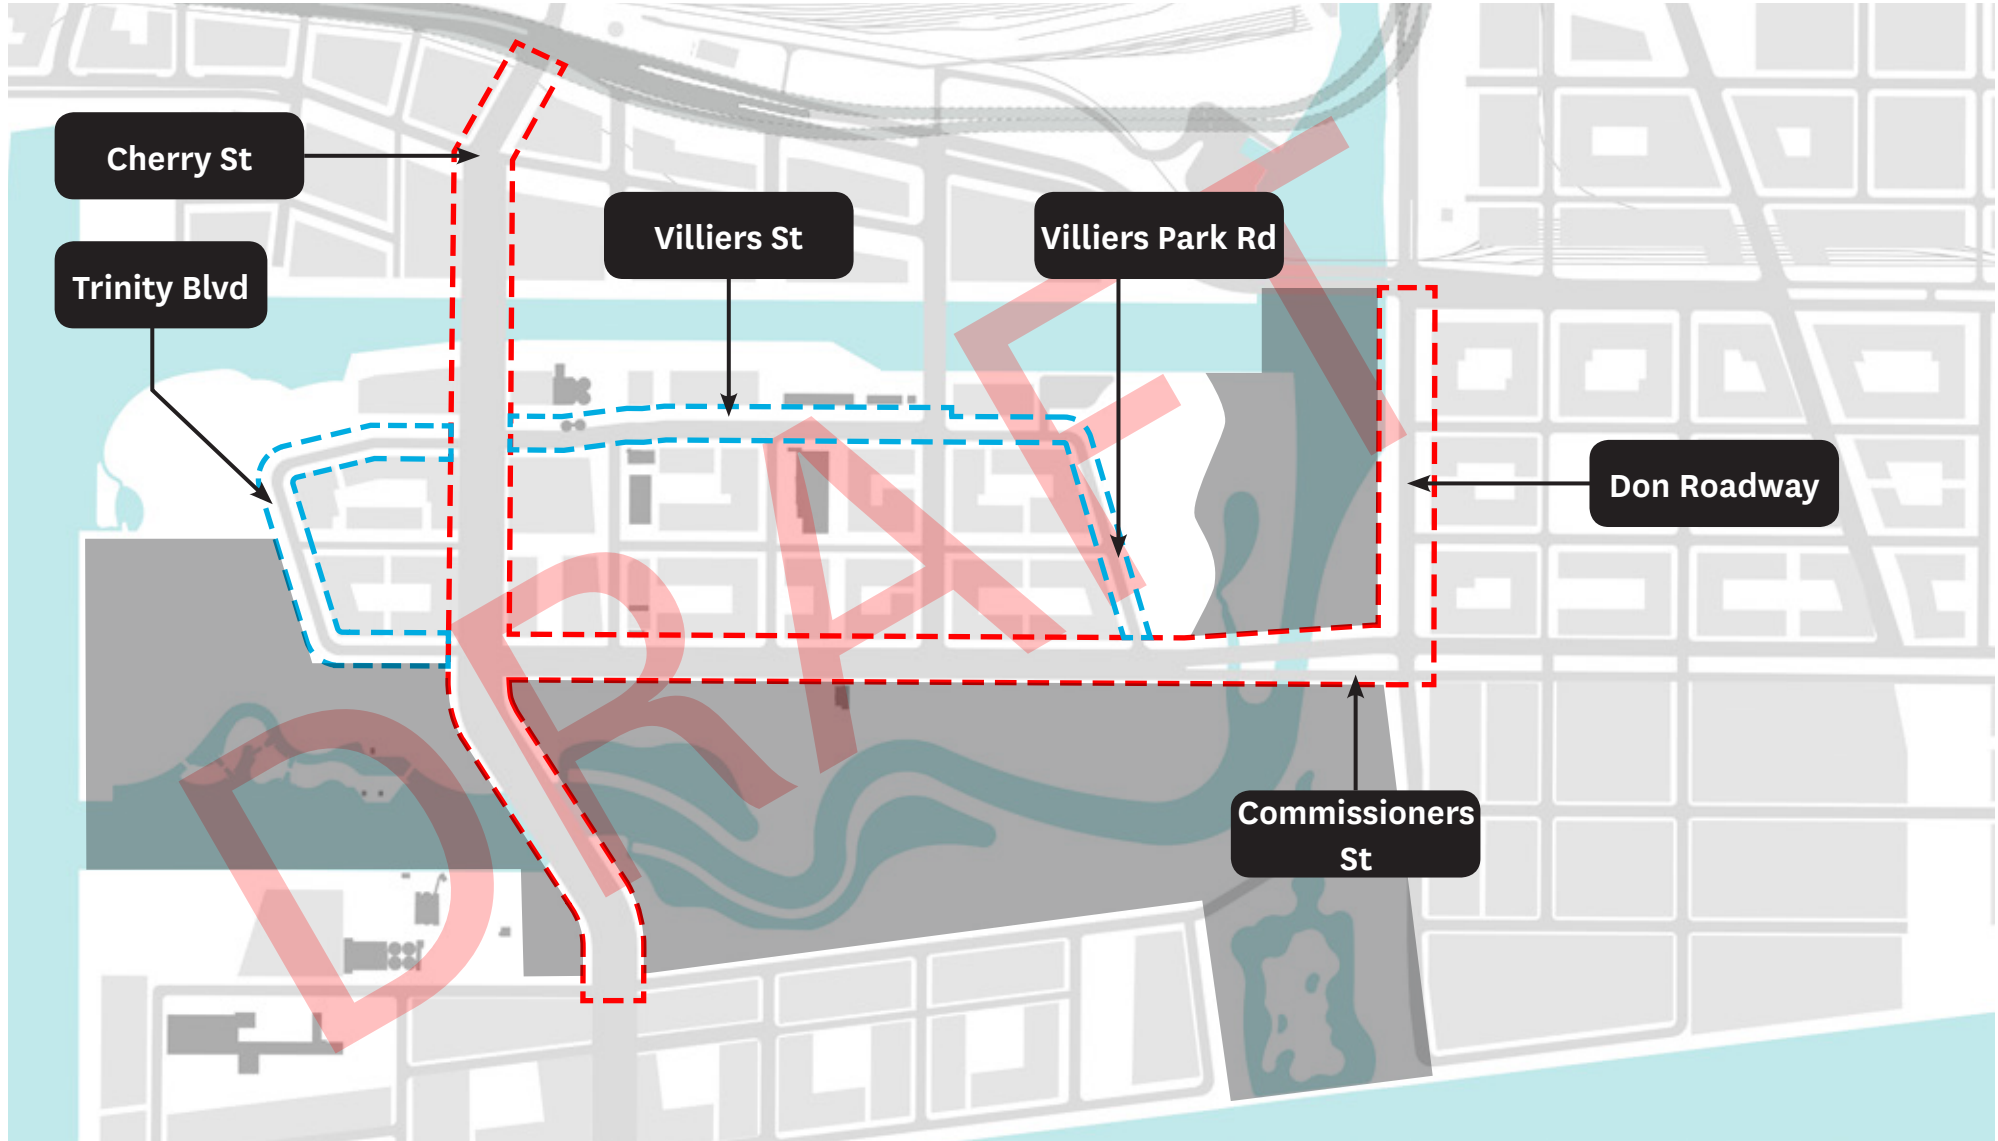 Cherry St
Villiers St
Villiers Park Rd
Trinity Blvd
Don Roadway
Commissioners
St
DRAFT